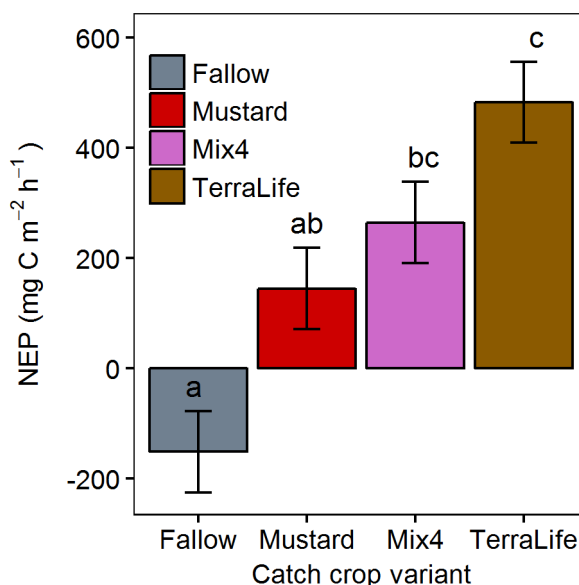 600
400
200
0
-200
NEP (mg C m⁻² h⁻¹ )
Fallow
Mustard
Mix4
TerraLife
a
ab
bc
c
Fallow Mustard Mix4 TerraLife
Catch crop variant